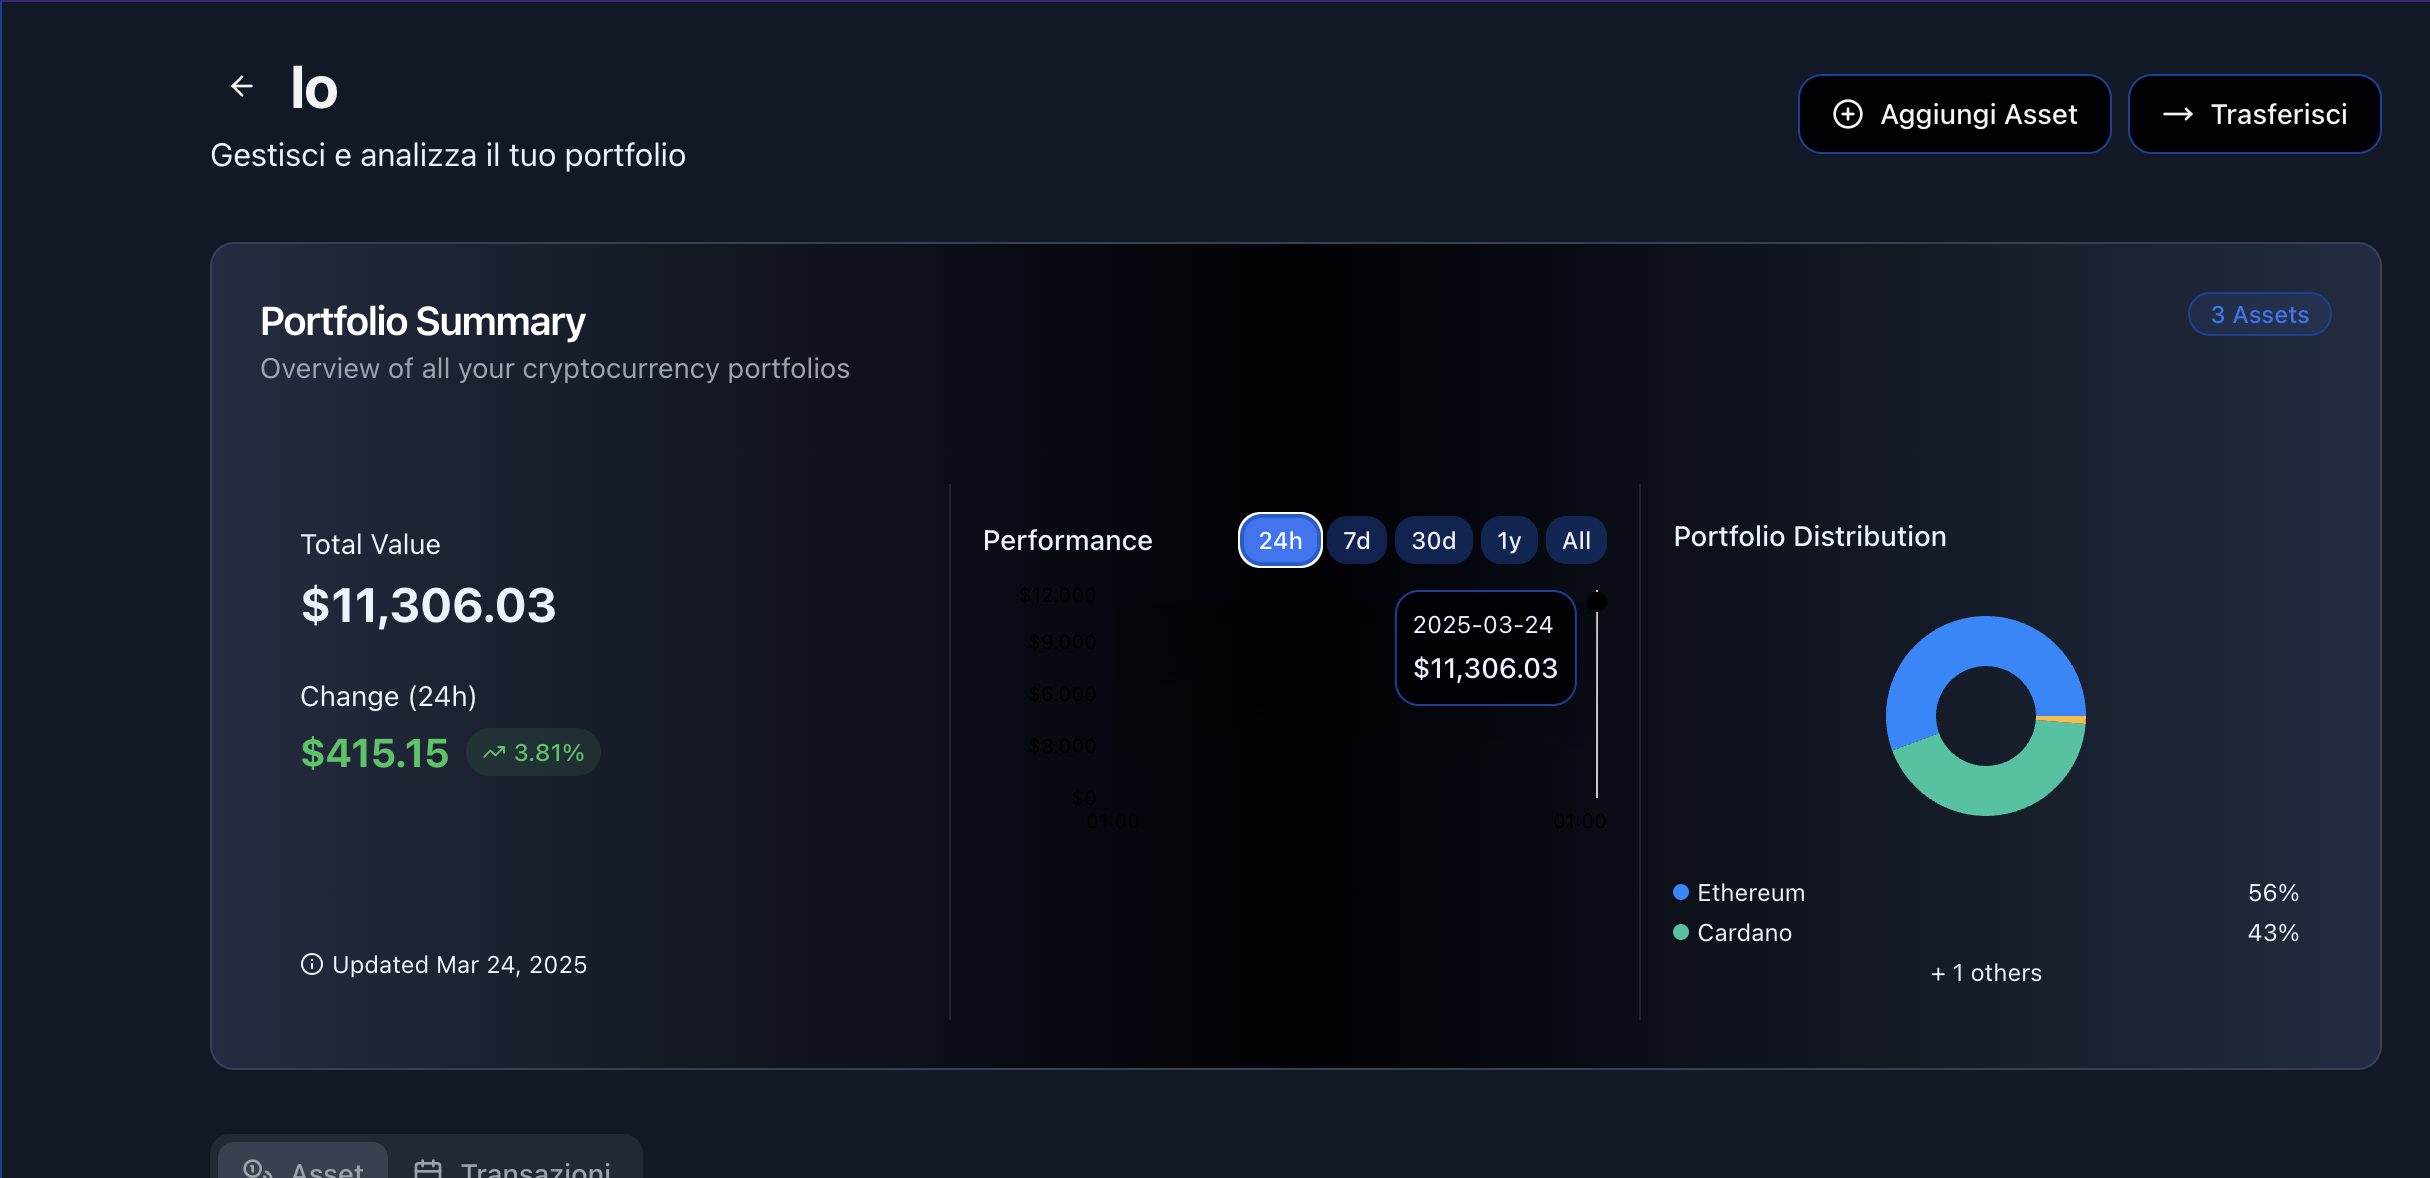 Io
Gestisci e analizza il tuo portfolio
Aggiungi Asset
Trasferisci
Portfolio Summary
Overview of all your cryptocurrency portfolios
3 Assets
Total Value
$11,306.03
Change (24h)
$415.15
3.81%
Updated Mar 24, 2025
Performance
24h
7d
30d
1y
All
$12.000
$9.000
$6.000
$3.000
$0
01:00
01:00
2025-03-24
$11,306.03
Portfolio Distribution
Ethereum
56%
Cardano
43%
+ 1 others
Asset
Transazioni